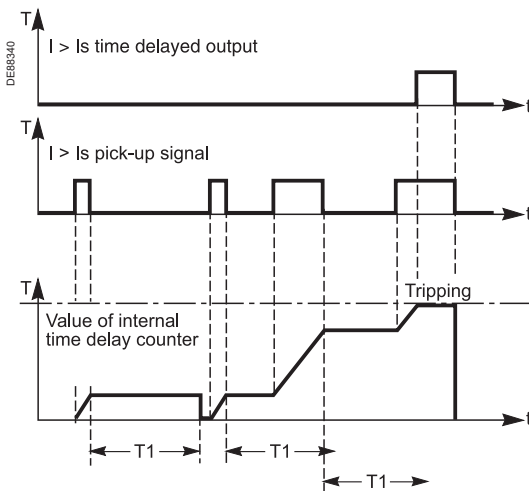 DE88340
T
I > Is time delayed output
t
T
I > Is pick-up signal
t
T
Tripping
Value of internal
time delay counter
t
T1
T1
T1